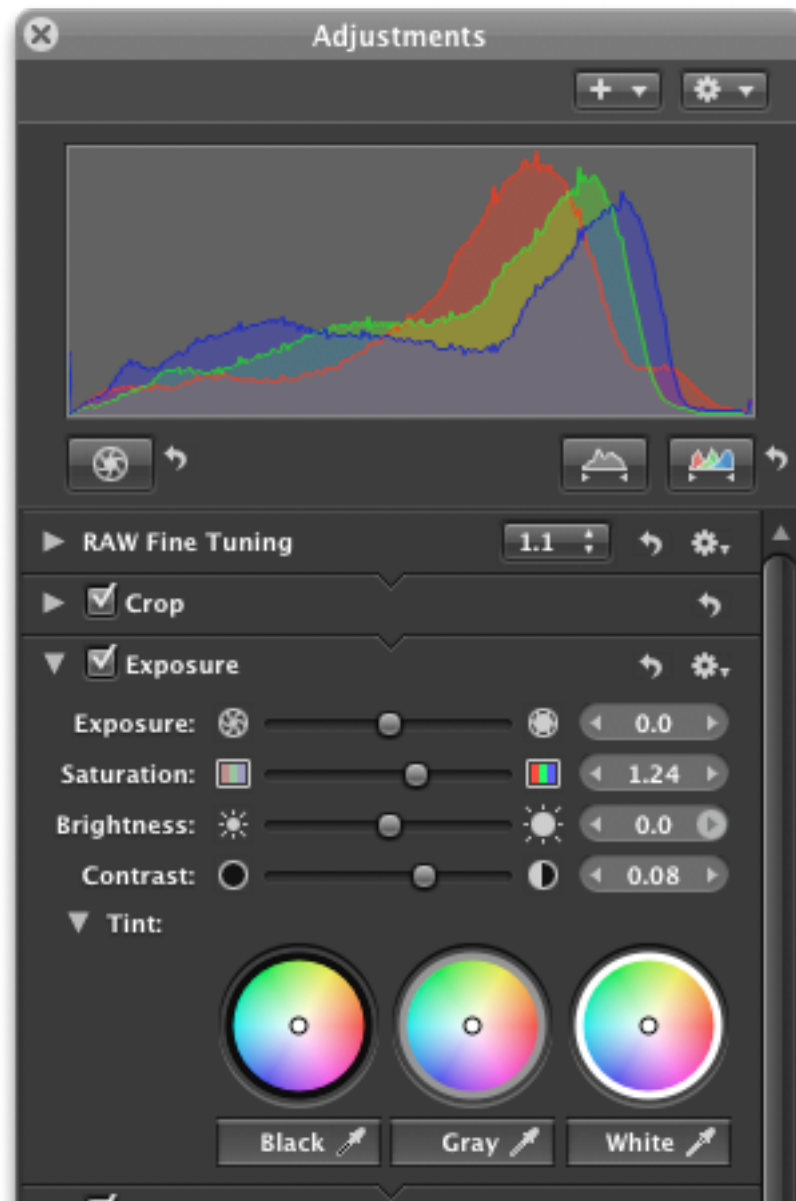 Adjustments
RAW Fine Tuning 1.1
Crop
Exposure
Exposure: 0.0
Saturation: 1.24
Brightness: 0.0
Contrast: 0.08
Tint:
Black Gray White